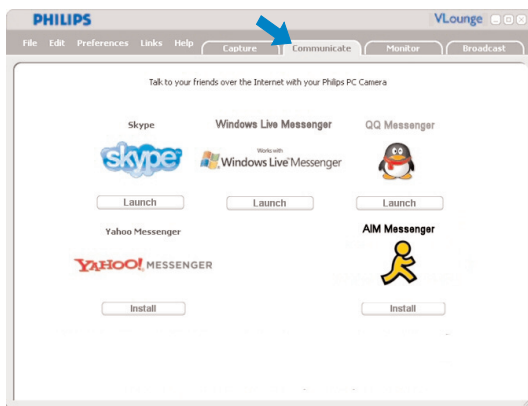 PHILIPS
VLounge
File Edit Preferences Links Help
Capture Communicate Monitor Broadcast
Talk to your friends over the Internet with your Philips PC Camera
Skype Windows Live Messenger QQ Messenger
skype
Works with
Windows Live Messenger
Launch Launch Launch
Yahoo Messenger AIM Messenger
YAHOO! MESSENGER
Install Install